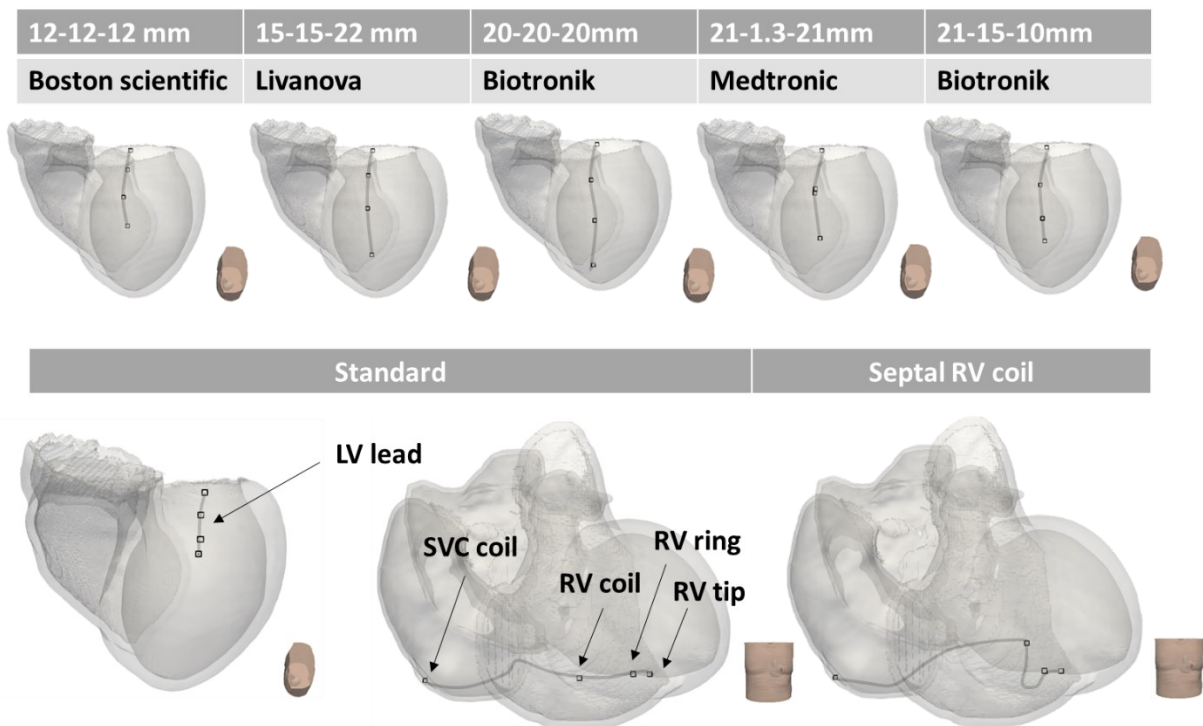 12-12-12 mm 15-15-22 mm 20-20-20mm 21-1.3-21mm 21-15-10mm
Boston scientific Livanova Biotronik Medtronic Biotronik
Standard Septal RV coil
LV lead
SVC coil
RV coil
RV ring
RV tip